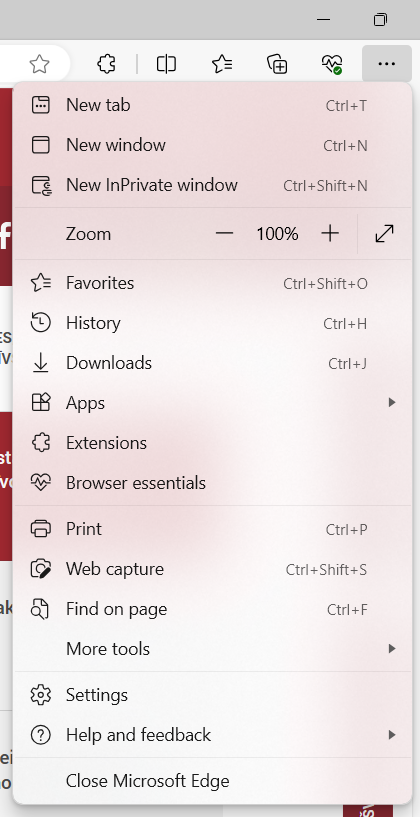 New tab Ctrl+T
New window Ctrl+N
New InPrivate window Ctrl+Shift+N
Zoom 100%
Favorites Ctrl+Shift+O
History Ctrl+H
Downloads Ctrl+J
Apps
Extensions
Browser essentials
Print Ctrl+P
Web capture Ctrl+Shift+S
Find on page Ctrl+F
More tools
Settings
Help and feedback
Close Microsoft Edge